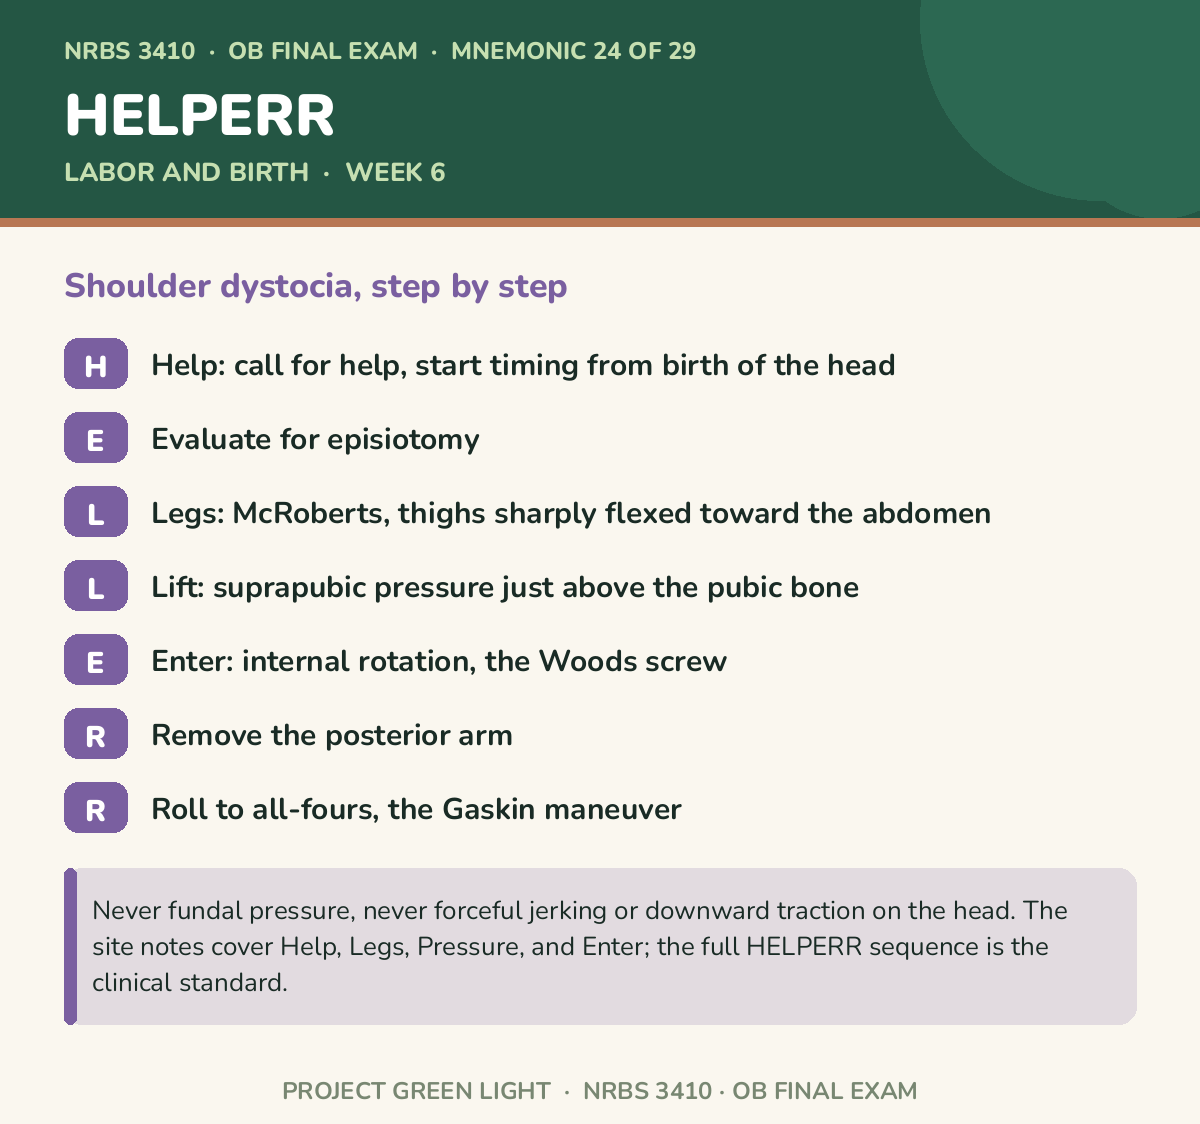 NRBS 3410 · OB FINAL EXAM · MNEMONIC 24 OF 29
HELPERR
LABOR AND BIRTH · WEEK 6
Shoulder dystocia, step by step
H Help: call for help, start timing from birth of the head
E Evaluate for episiotomy
L Legs: McRoberts, thighs sharply flexed toward the abdomen
L Lift: suprapubic pressure just above the pubic bone
E Enter: internal rotation, the Woods screw
R Remove the posterior arm
R Roll to all-fours, the Gaskin maneuver
Never fundal pressure, never forceful jerking or downward traction on the head. The
site notes cover Help, Legs, Pressure, and Enter; the full HELPERR sequence is the
clinical standard.
PROJECT GREEN LIGHT · NRBS 3410 · OB FINAL EXAM